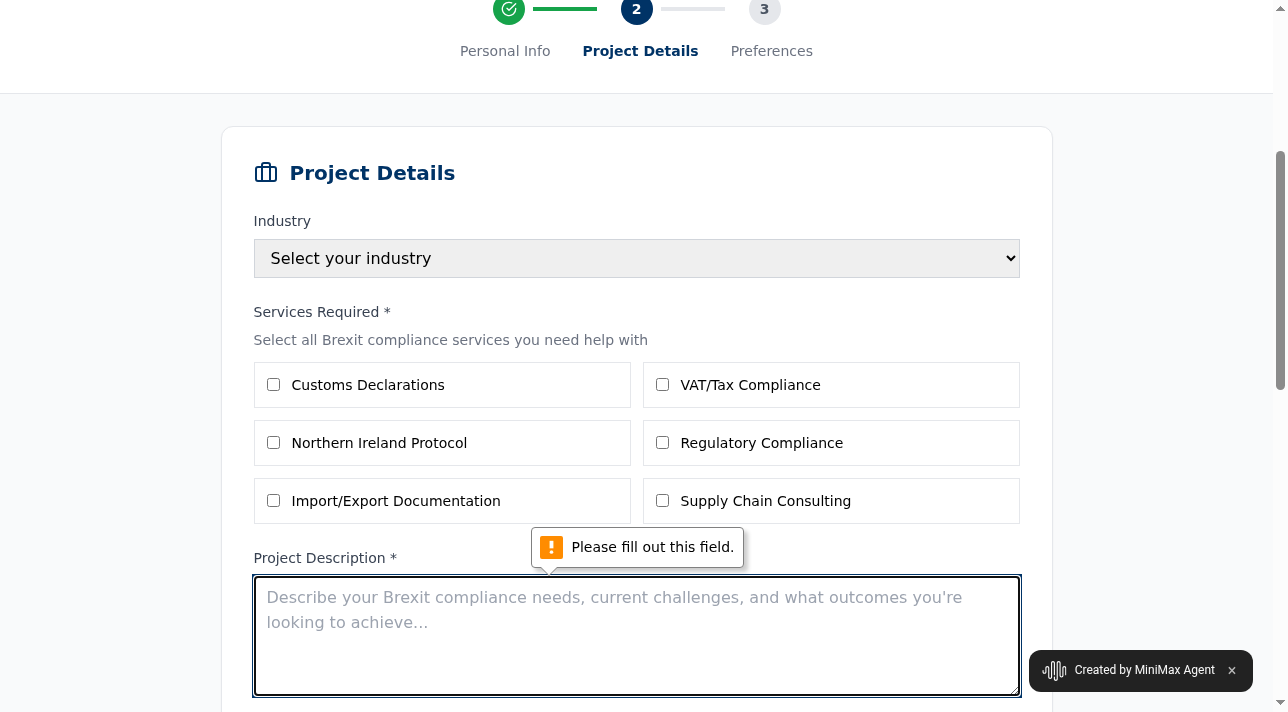 2
3
Personal Info
Project Details
Preferences
Project Details
Industry
Select your industry
Services Required *
Select all Brexit compliance services you need help with
Customs Declarations
VAT/Tax Compliance
Northern Ireland Protocol
Regulatory Compliance
Import/Export Documentation
Supply Chain Consulting
Please fill out this field.
Project Description *
Describe your Brexit compliance needs, current challenges, and what outcomes you're
looking to achieve...
Created by MiniMax Agent ×